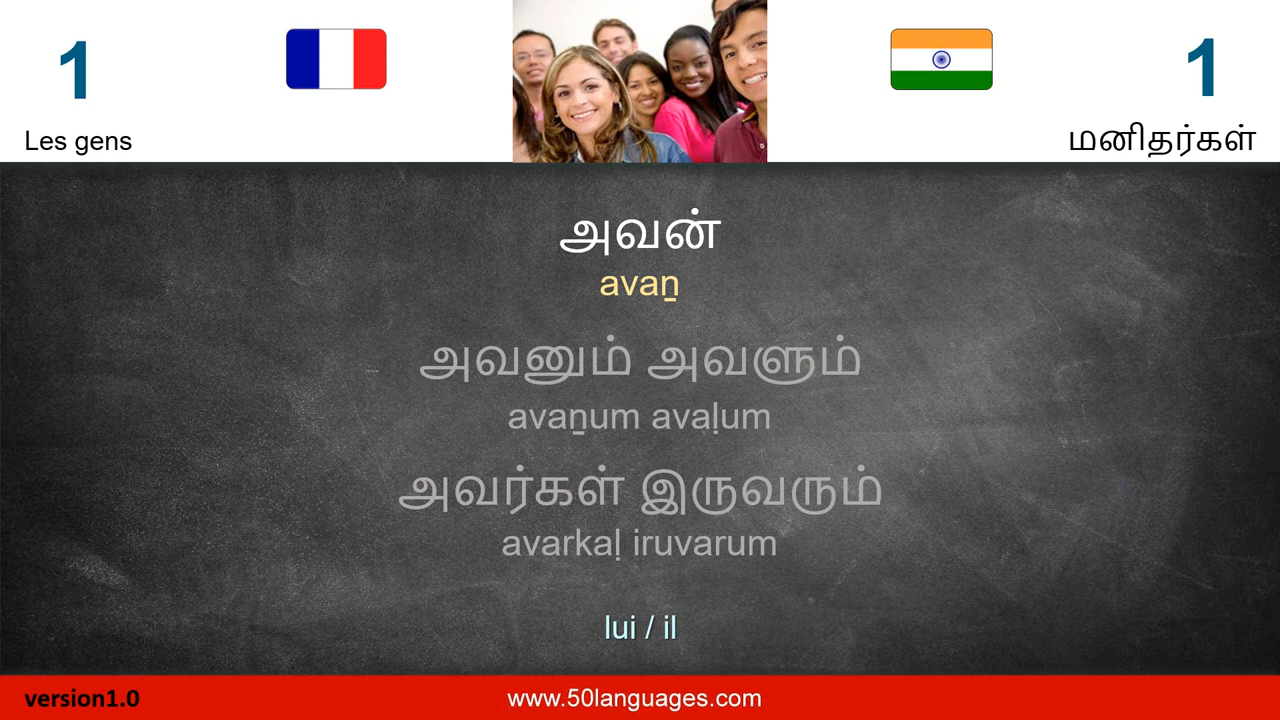 1
1
Les gens
மனிதர்கள்
அவன்
avaṉ
அவனும் அவளும்
avaṉum avaḷum
அவர்கள் இருவரும்
avarkaḷ iruvarum
lui / il
version1.0
www.50languages.com